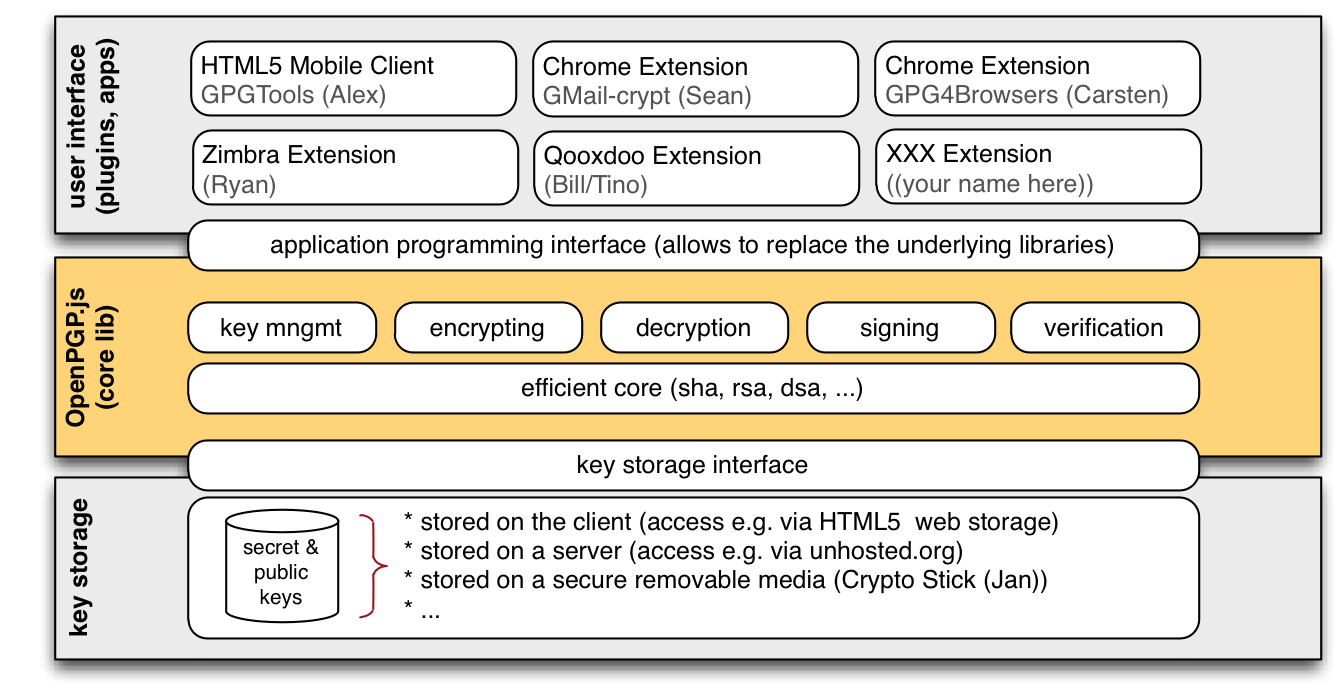 user interface
(plugins, apps)
HTML5 Mobile Client
GPGTools (Alex)
Chrome Extension
GMail-crypt (Sean)
Chrome Extension
GPG4Browsers (Carsten)
Zimbra Extension
(Ryan)
Qooxdoo Extension
(Bill/Tino)
XXX Extension
((your name here))
application programming interface (allows to replace the underlying libraries)
OpenPGP.js
(core lib)
key mngmt
encrypting
decryption
signing
verification
efficient core (sha, rsa, dsa, ...)
key storage interface
key storage
secret &
public
keys
* stored on the client (access e.g. via HTML5  web storage)
* stored on a server (access e.g. via unhosted.org)
* stored on a secure removable media (Crypto Stick (Jan))
* ...